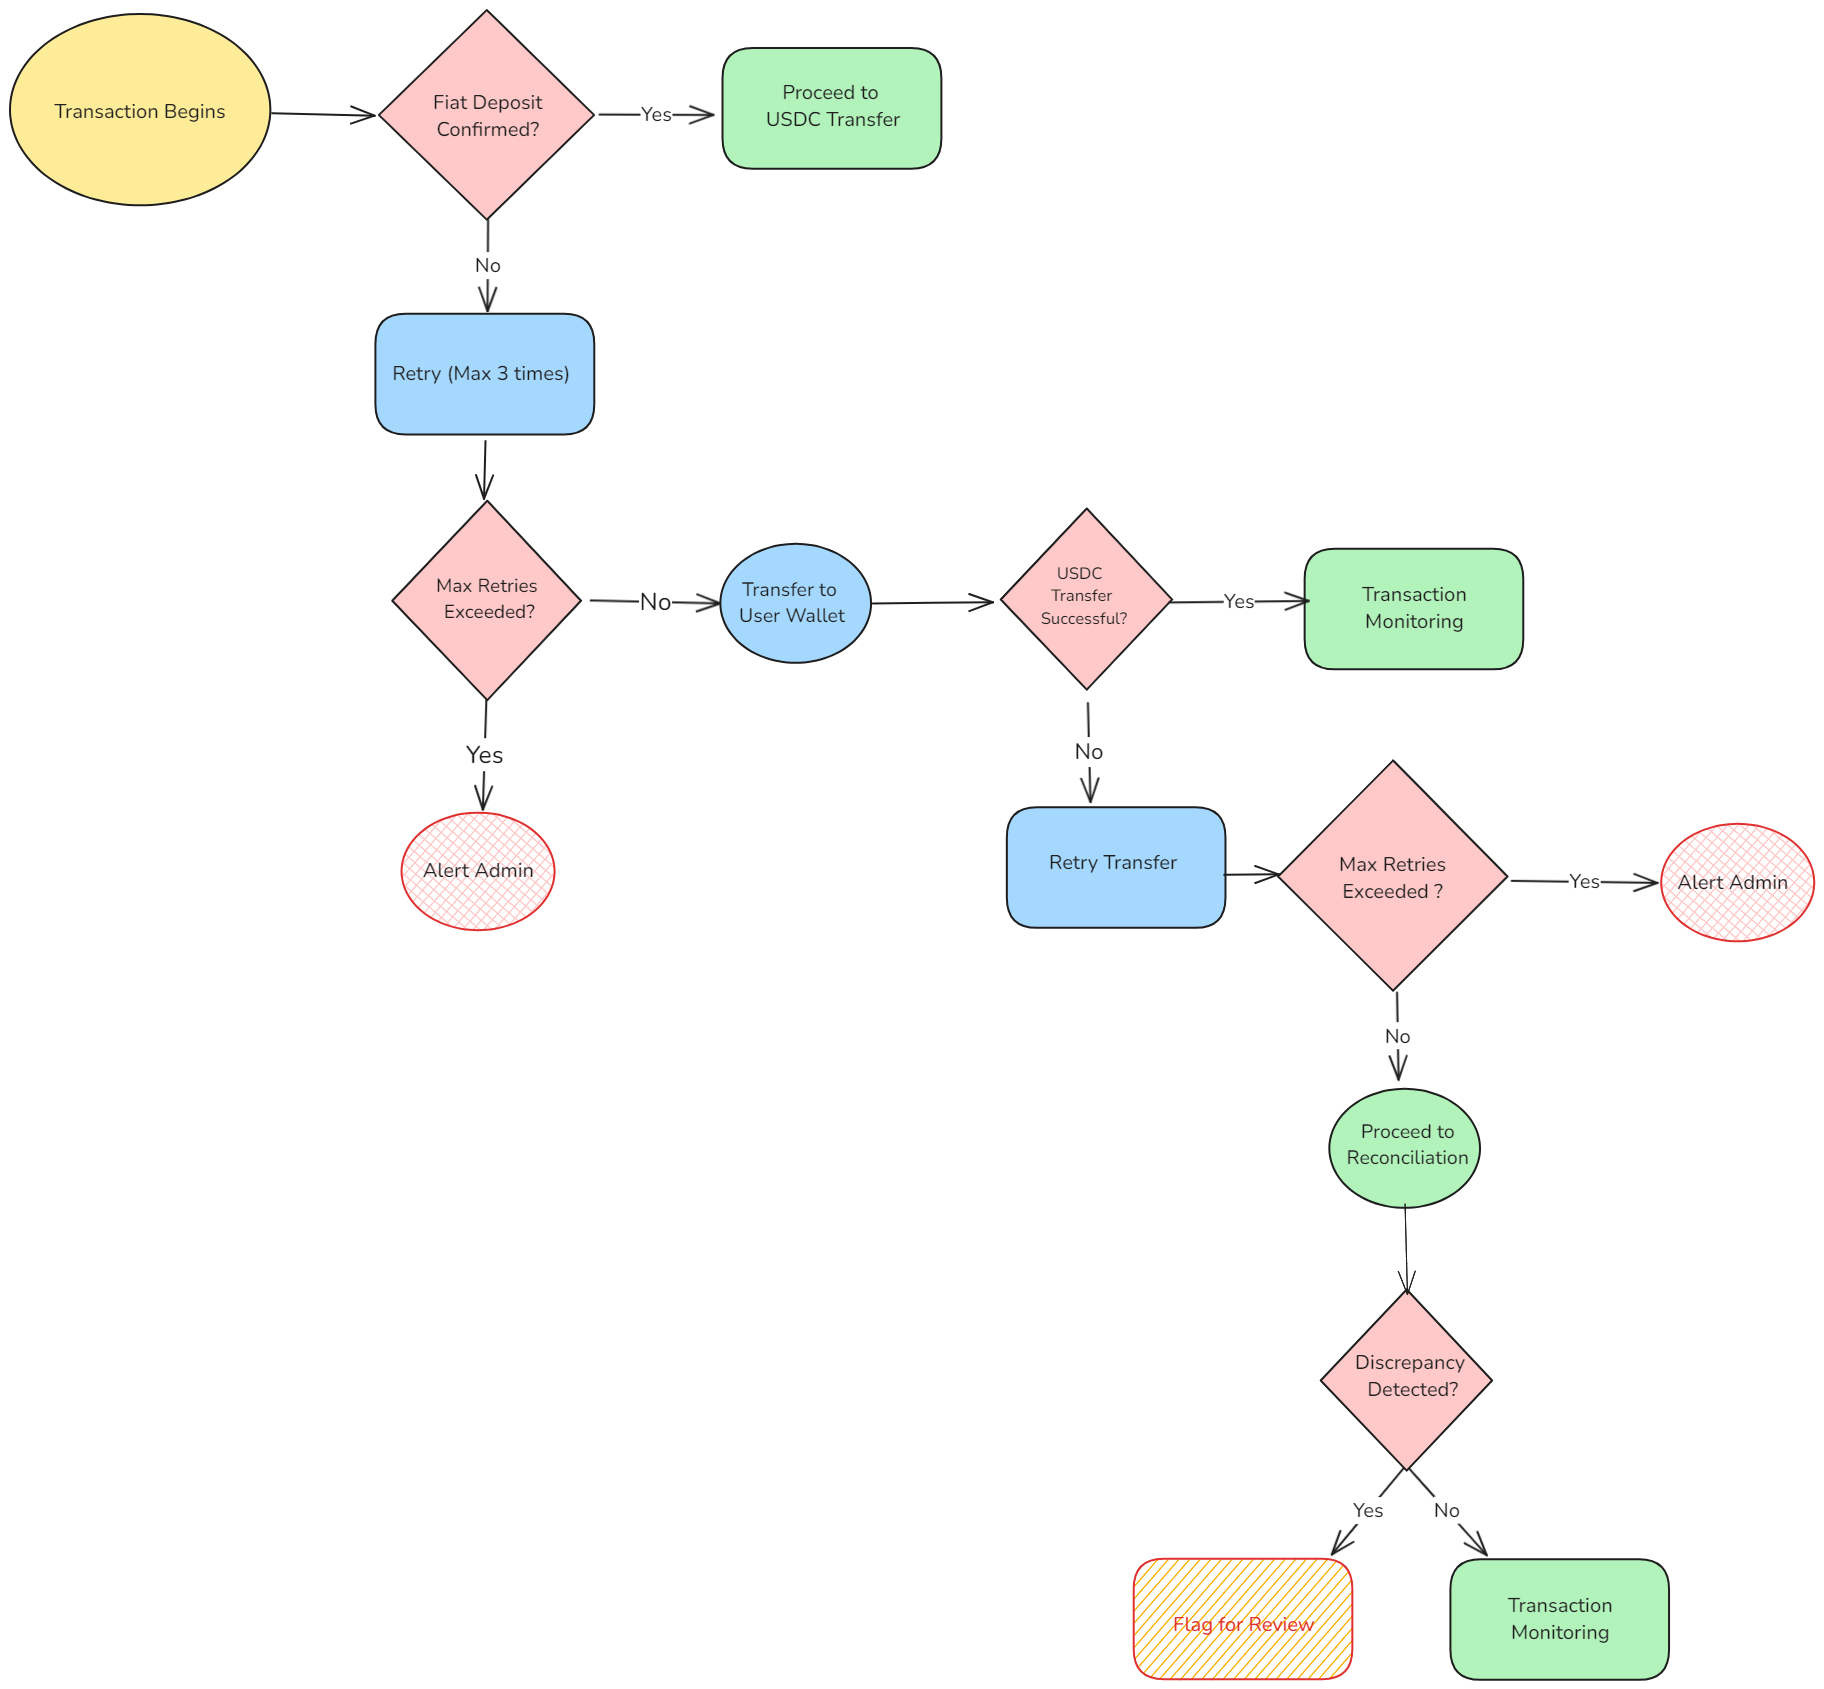 Transaction Begins
Fiat Deposit
Confirmed?
Yes
Proceed to
USDC Transfer
No
Retry (Max 3 times)
Max Retries
Exceeded?
No
Transfer to
User Wallet
USDC
Transfer
Successful?
Yes
Transaction
Monitoring
Yes
Alert Admin
No
Retry Transfer
Max Retries
Exceeded ?
Yes
Alert Admin
No
Proceed to
Reconciliation
Discrepancy
Detected?
Yes
No
Flag for Review
Transaction
Monitoring